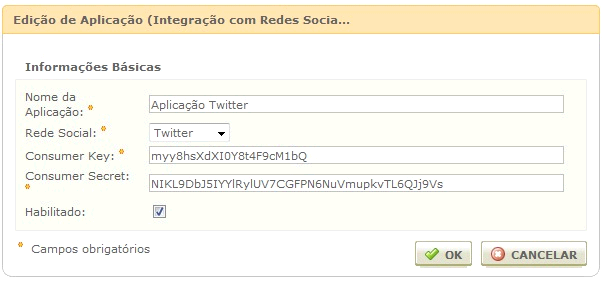 Edição de Aplicação (Integração com Redes Socia...
Informações Básicas
Nome da
Aplicação: * Aplicação Twitter
Rede Social: * Twitter
Consumer Key: * myy8hsXdXI0Y8t4F9cM1bQ
Consumer Secret:
* NIKL9DbJ5IYYlRylUV7CGFPN6NuVmupkvTL6QJj9Vs
Habilitado:
* Campos obrigatórios
OK CANCELAR